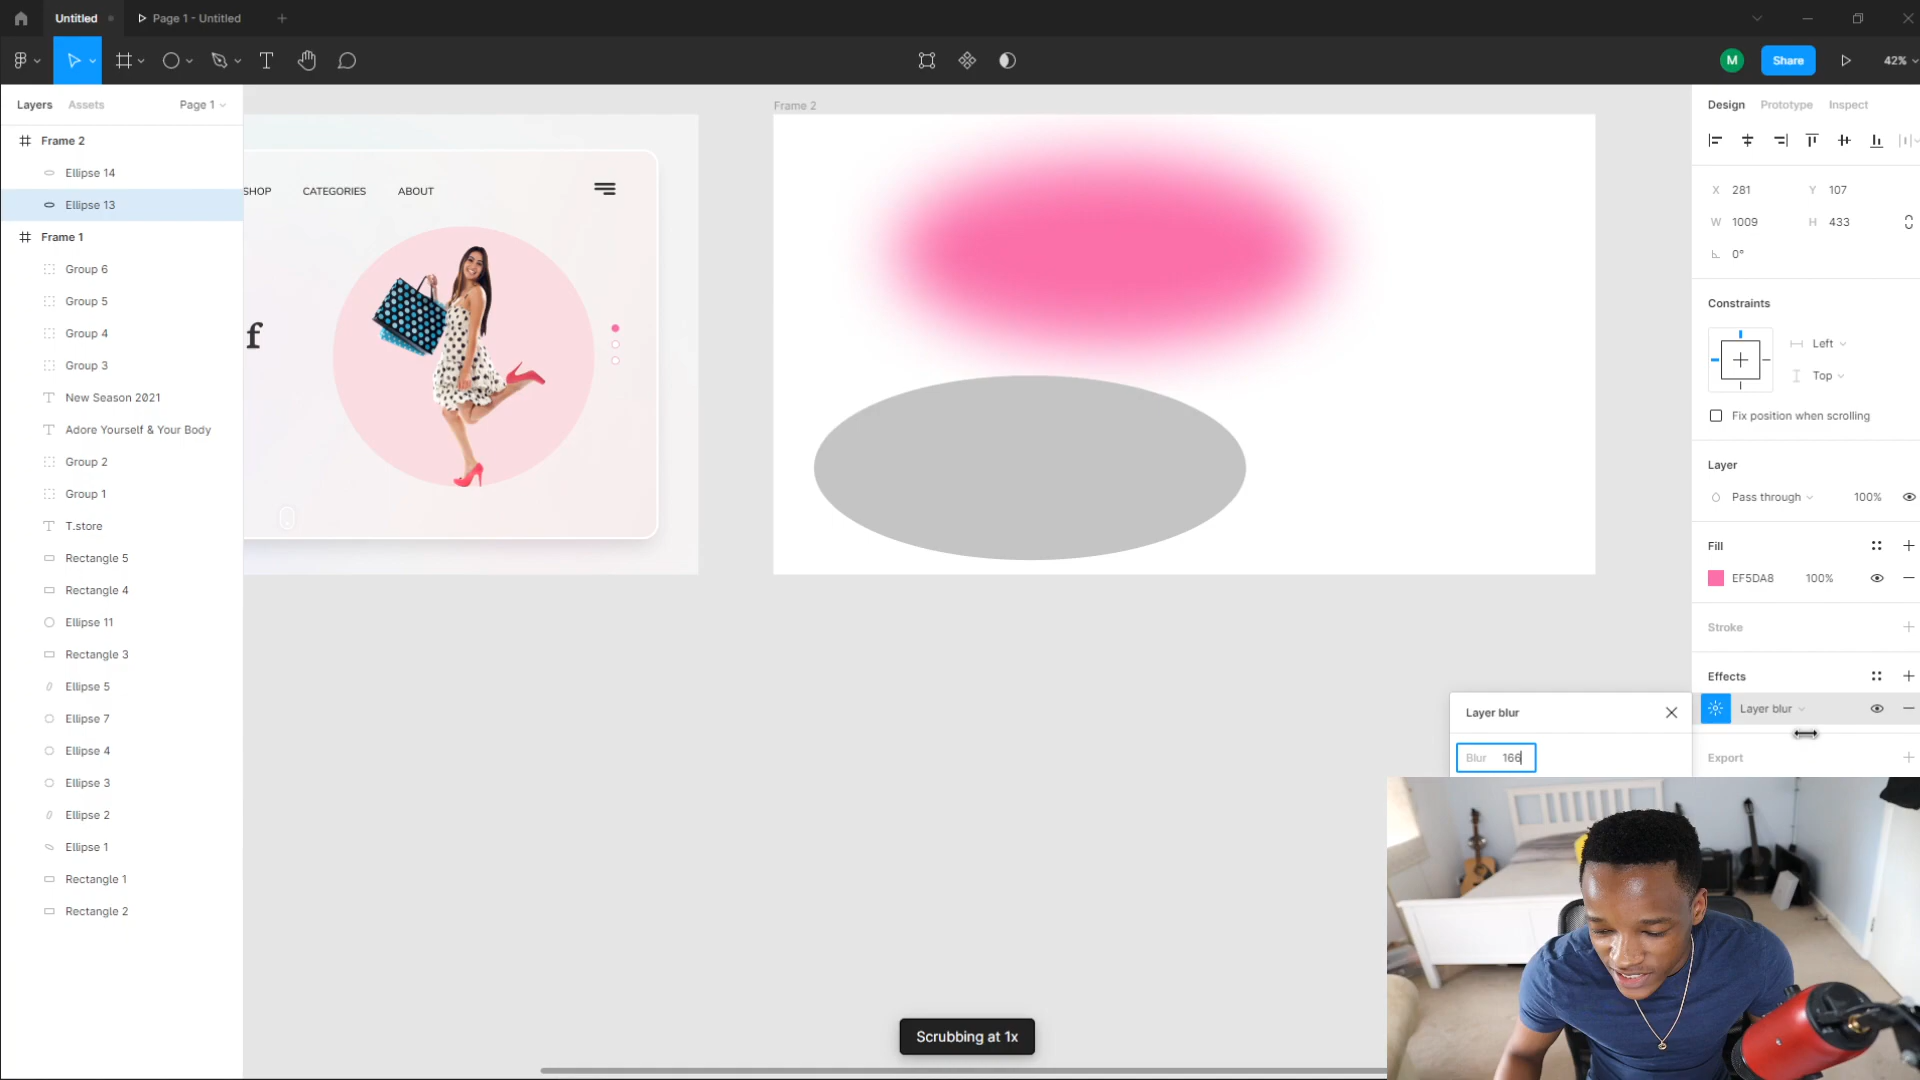 Untitled
Page 1 - Untitled
M
Share
42%
Layers
Assets
Page 1
Frame 2
Ellipse 14
Ellipse 13
Frame 1
Group 6
Group 5
Group 4
Group 3
New Season 2021
Adore Yourself & Your Body
Group 2
Group 1
T.store
Rectangle 5
Rectangle 4
Ellipse 11
Rectangle 3
Ellipse 5
Ellipse 7
Ellipse 4
Ellipse 3
Ellipse 2
Ellipse 1
Rectangle 1
Rectangle 2
SHOP CATEGORIES ABOUT
f
Frame 2
Scrubbing at 1x
Design Prototype Inspect
X 281 Y 107
W 1009 H 433
0°
Constraints
Left
Top
Fix position when scrolling
Layer
Pass through 100%
Fill
EF5DA8 100%
Stroke
Effects
Layer blur
Export
Layer blur
Blur 166